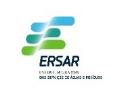 ERSAR
ENTIDADE REGULADORA
DOS SERVIÇOS DE ÁGUAS E RESÍDUOS